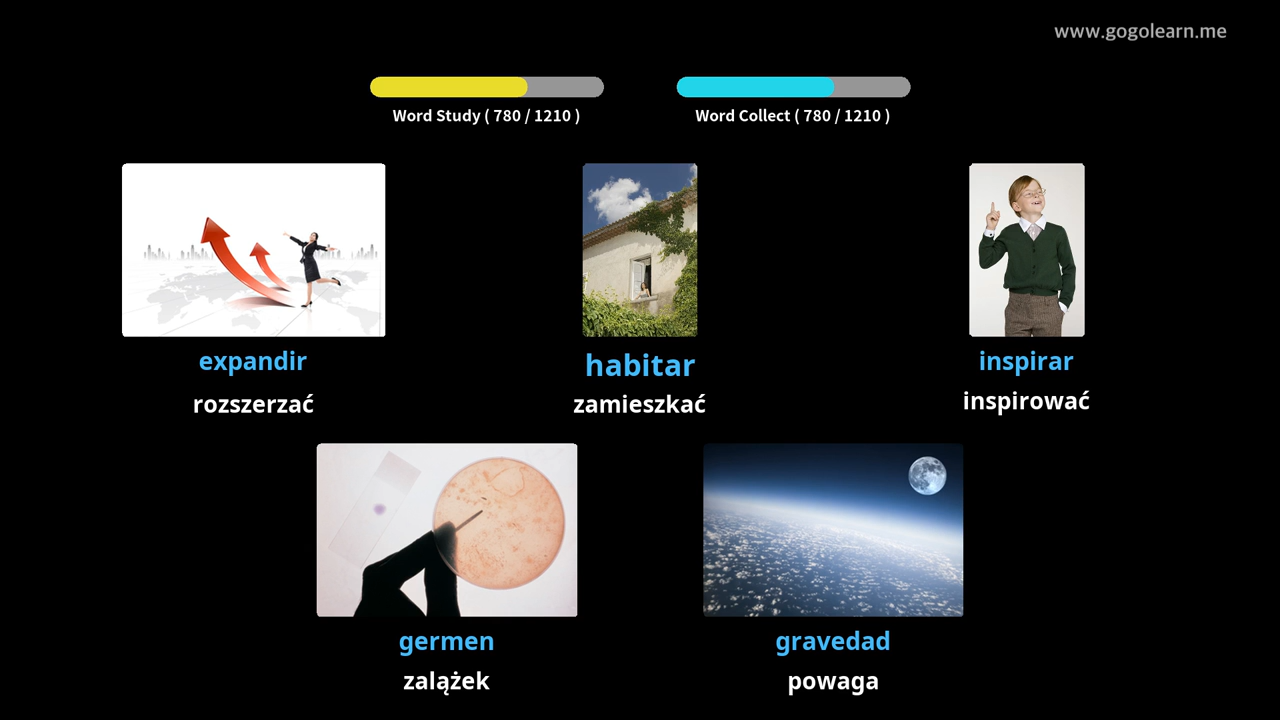 www.gogolearn.me
Word Study ( 780 / 1210 )
Word Collect ( 780 / 1210 )
expandir
habitar
inspirar
rozszerzać
zamieszkać
inspirować
germen
gravedad
zalążek
powaga